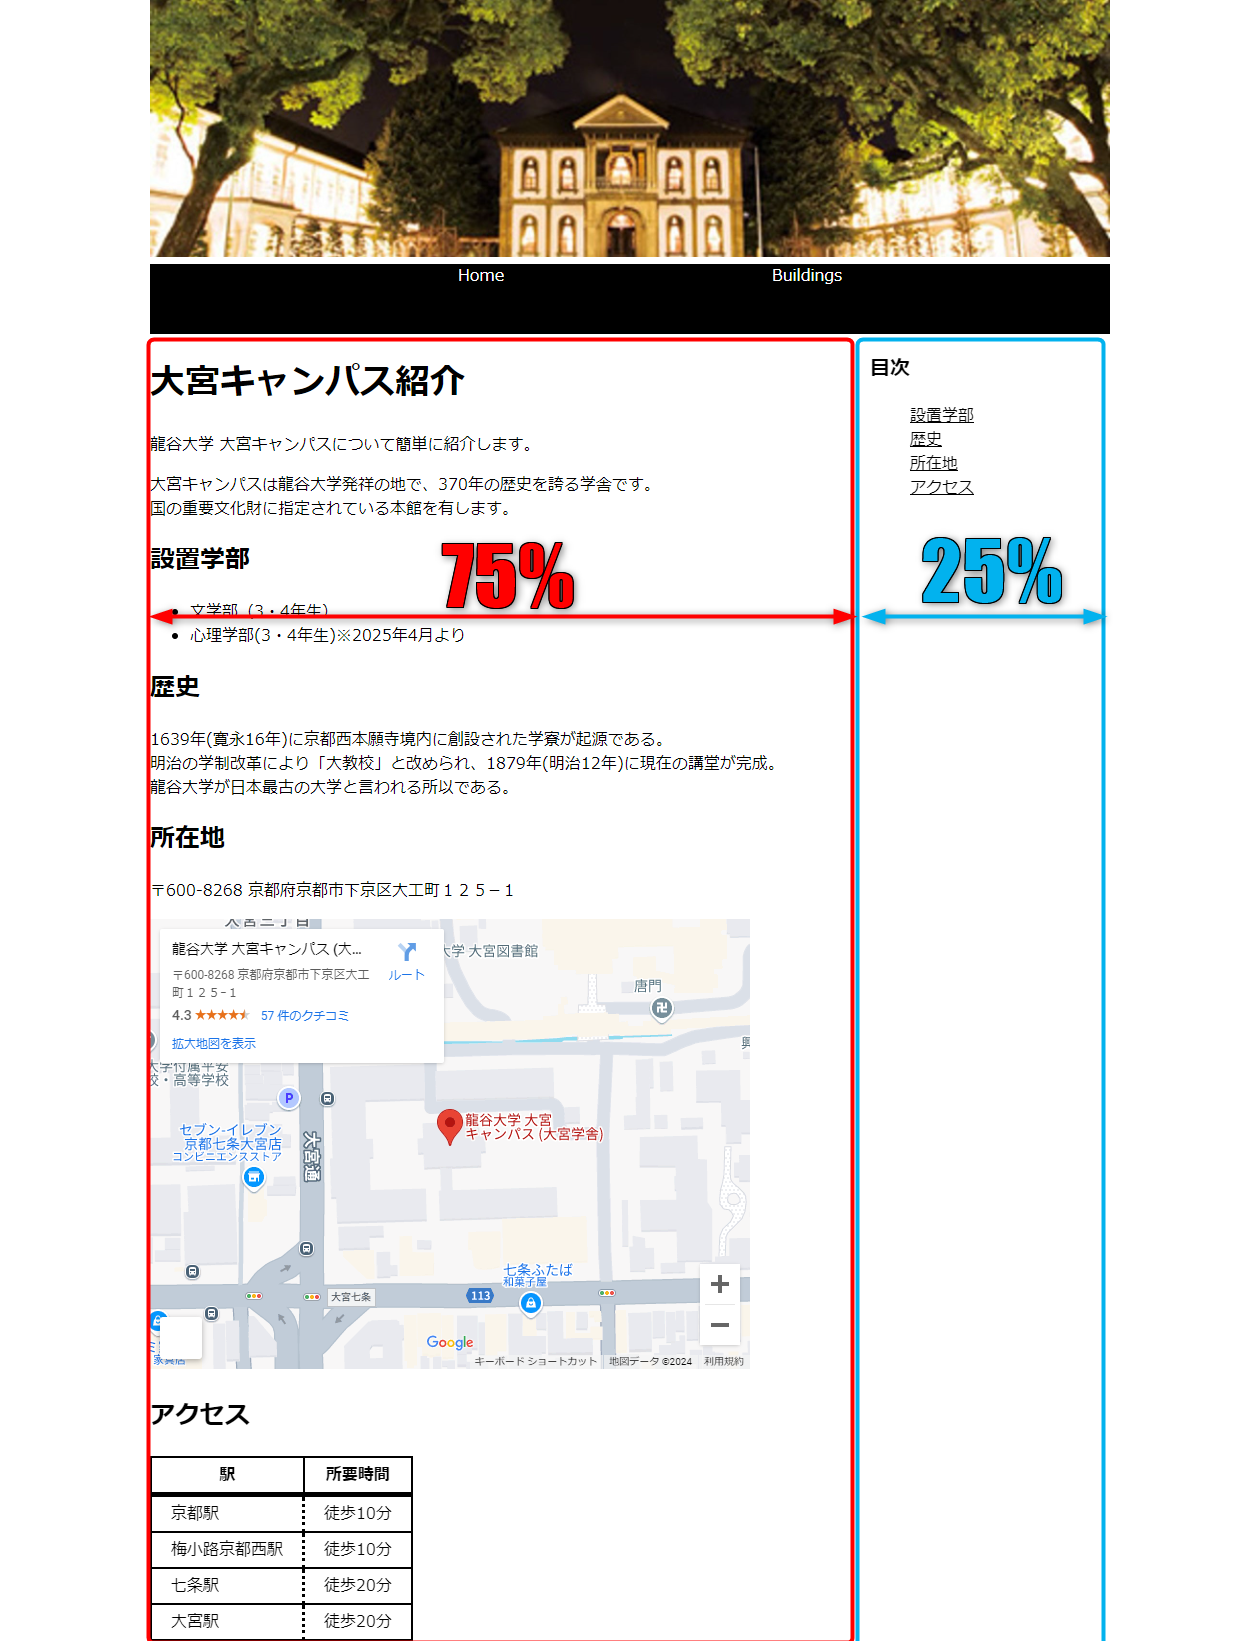 Home Buildings
大宮キャンパス紹介
龍谷大学 大宮キャンパスについて簡単に紹介します。
大宮キャンパスは龍谷大学発祥の地で、370年の歴史を誇る学舎です。
国の重要文化財に指定されている本館を有します。
設置学部
75%
文学部（3・4年生）
心理学部(3・4年生)※2025年4月より
歴史
1639年(寛永16年)に京都西本願寺境内に創設された学寮が起源である。
明治の学制改革により「大教校」と改められ、1879年(明治12年)に現在の講堂が完成。
龍谷大学が日本最古の大学と言われる所以である。
所在地
〒600-8268 京都府京都市下京区大工町１２５−１
大宮三丁目
龍谷大学 大宮キャンパス (大...
ルート
〒600-8268 京都府京都市下京区大工
町１２５−１
4.3 ★★★★★ 57 件のクチコミ
拡大地図を表示
大学 大宮図書館
唐門
興
大学付属平安
校・高等学校
P
セブン-イレブン
京都七条大宮店
コンビニエンスストア
大宮通
龍谷大学 大宮
キャンパス (大宮学舎)
七条ふたば
和菓子屋
113
大宮七条
家具店
Google
キーボード ショートカット 地図データ ©2024 利用規約
アクセス
駅 所要時間
京都駅 徒歩10分
梅小路京都西駅 徒歩10分
七条駅 徒歩20分
大宮駅 徒歩20分
目次
設置学部
歴史
所在地
アクセス
25%